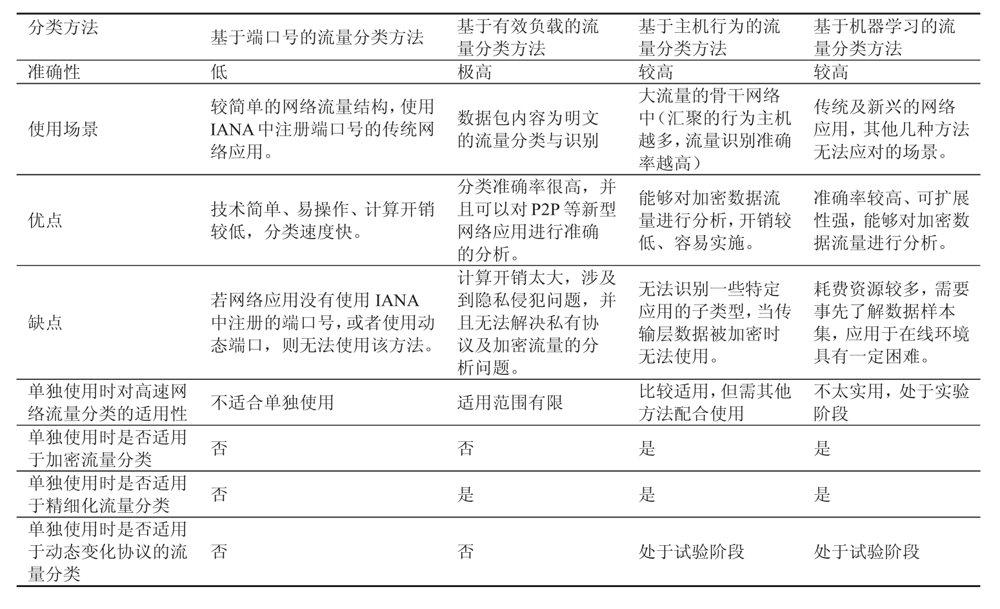 分类方法
基于端口号的流量分类方法
基于有效负载的流
量分类方法
基于主机行为的流
量分类方法
基于机器学习的流
量分类方法
准确性
低
极高
较高
较高
使用场景
较简单的网络流量结构，使用
IANA中注册端口号的传统网
络应用。
数据包内容为明文
的流量分类与识别
大流量的骨干网络
中（汇聚的行为主机
越多，流量识别准确
率越高）
传统及新兴的网络
应用，其他几种方法
无法应对的场景。
优点
技术简单、易操作、计算开销
较低，分类速度快。
分类准确率很高，并
且可以对P2P等新型
网络应用进行准确
的分析。
能够对加密数据流
量进行分析，开销较
低、容易实施。
准确率较高、可扩展
性强，能够对加密数
据流量进行分析。
缺点
若网络应用没有使用 IANA
中注册的端口号，或者使用动
态端口，则无法使用该方法。
计算开销太大，涉及
到隐私侵犯问题，并
且无法解决私有协
议及加密流量的分
析问题。
无法识别一些特定
应用的子类型，当传
输层数据被加密时
无法使用。
耗费资源较多，需要
事先了解数据样本
集，应用于在线环境
具有一定困难。
单独使用时对高速网
络流量分类的适用性
不适合单独使用
适用范围有限
比较适用，但需其他
方法配合使用
不太实用，处于实验
阶段
单独使用时是否适用
于加密流量分类
否
否
是
是
单独使用时是否适用
于精细化流量分类
否
是
是
是
单独使用时是否适用
于动态变化协议的流
量分类
否
否
处于试验阶段
处于试验阶段